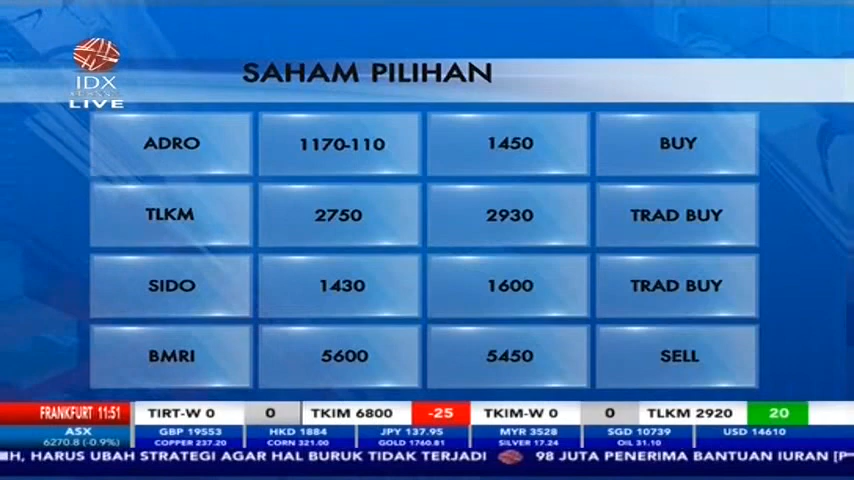 IDX
LIVE
SAHAM PILIHAN
ADRO 1170-110 1450 BUY
TLKM 2750 2930 TRAD BUY
SIDO 1430 1600 TRAD BUY
BMRI 5600 5450 SELL
FRANKFURT 11:51 TIRT-W 0 0 TKIM 6800 -25 TKIM-W 0 0 TLKM 2920 20
ASX GBP 19553 HKD 1884 JPY 137.95 MYR 3528 SGD 10739 USD 14610
6270.8 (-0.9%) COPPER 237.20 CORN 321.00 GOLD 1760.81 SILVER 17.24 OIL 31.10
H, HARUS UBAH STRATEGI AGAR HAL BURUK TIDAK TERJADI 98 JUTA PENERIMA BANTUAN IURAN [P